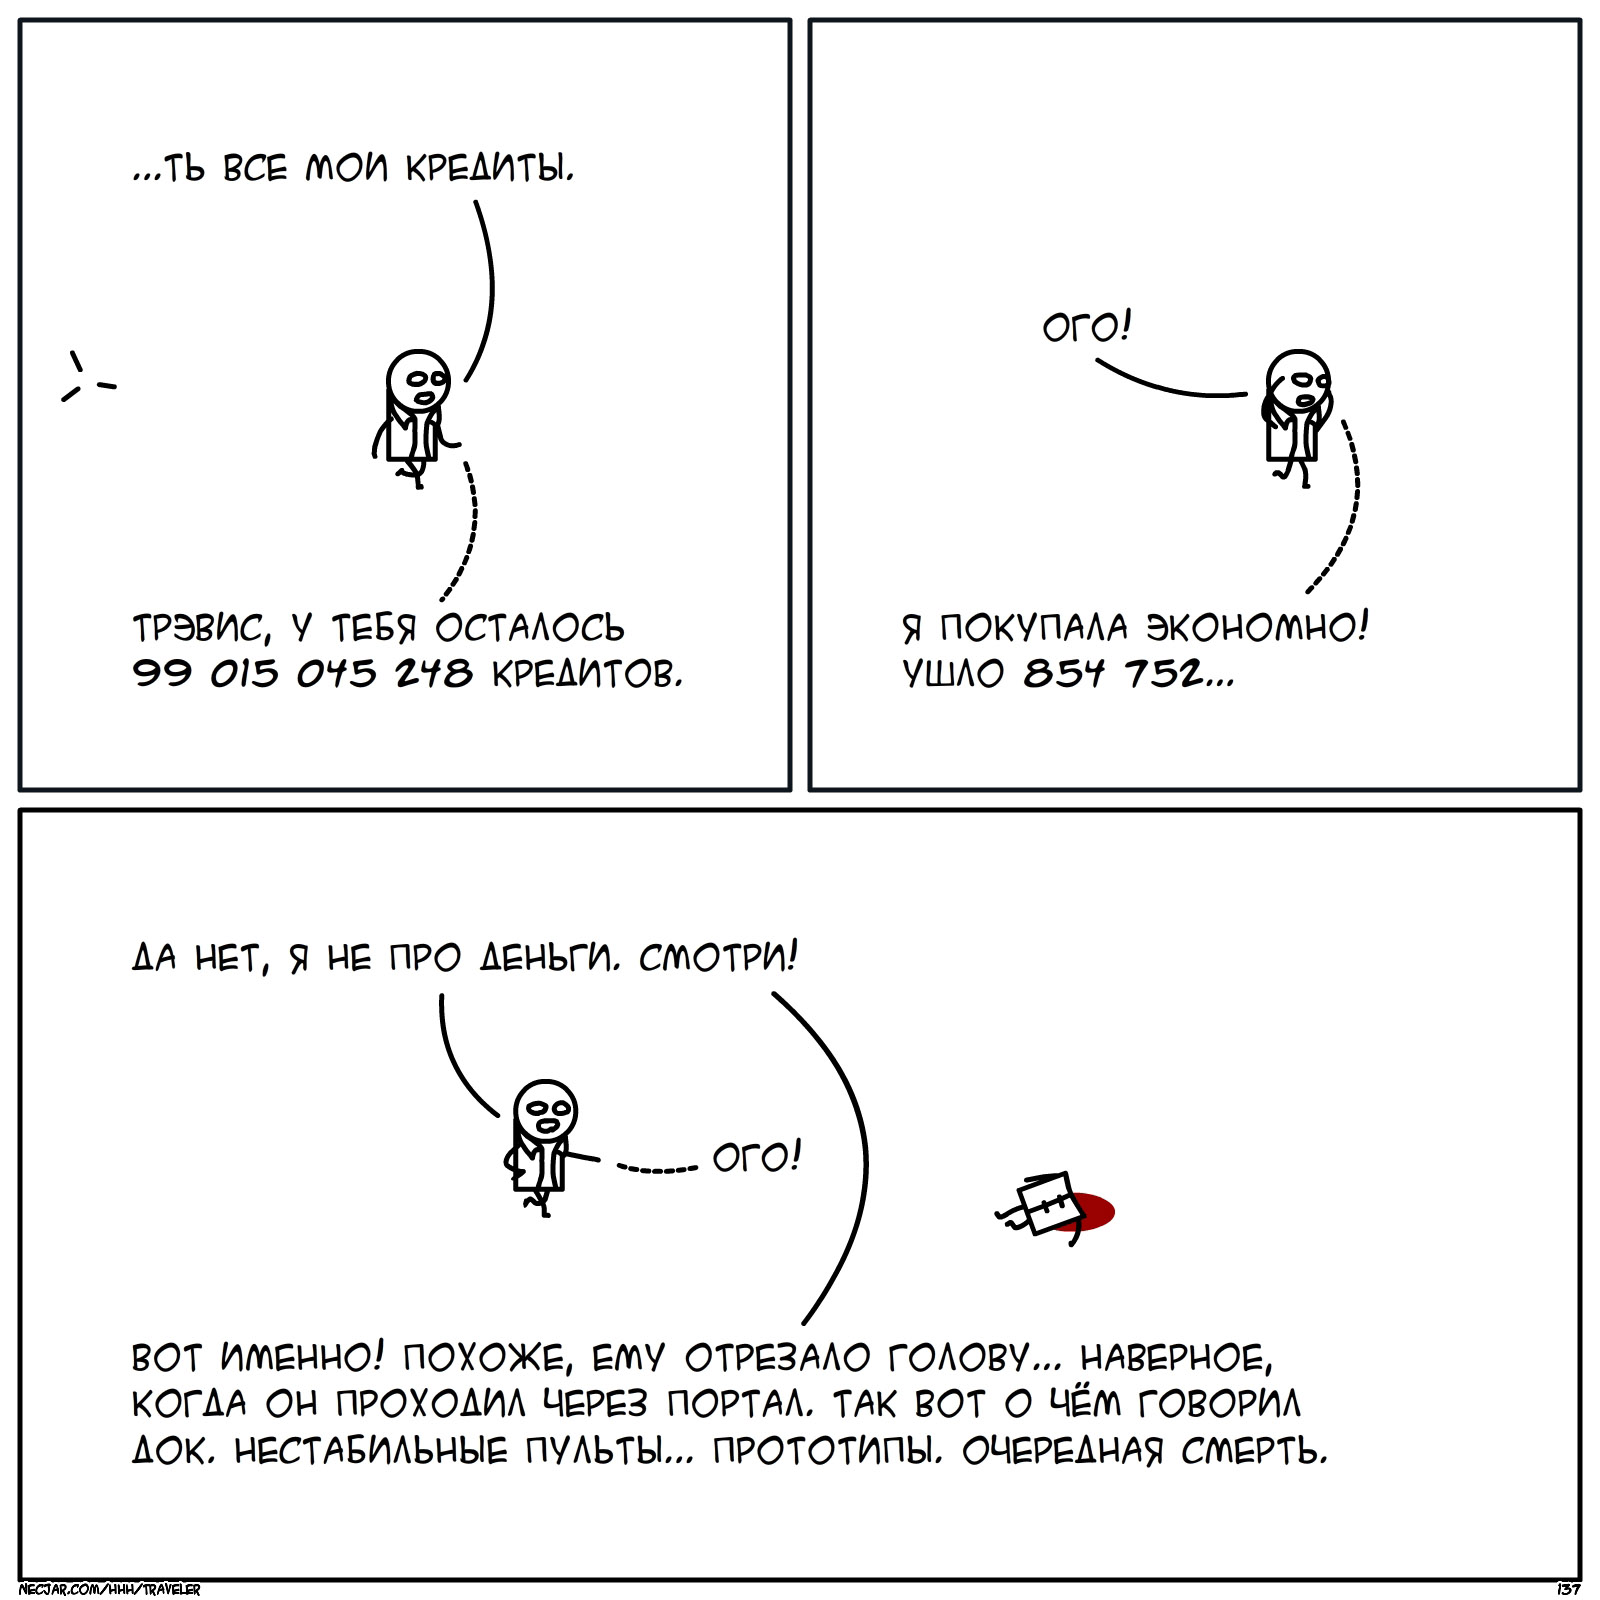 ...ТЬ ВСЕ МОИ КРЕДИТЫ.
ТРЭВИС, У ТЕБЯ ОСТАЛОСЬ
99 015 045 248 КРЕДИТОВ.
ОГО!
Я ПОКУПАЛА ЭКОНОМНО!
УШЛО 854 752...
ДА НЕТ, Я НЕ ПРО ДЕНЬГИ. СМОТРИ!
ОГО!
ВОТ ИМЕННО! ПОХОЖЕ, ЕМУ ОТРЕЗАЛО ГОЛОВУ... НАВЕРНОЕ,
КОГДА ОН ПРОХОДИЛ ЧЕРЕЗ ПОРТАЛ. ТАК ВОТ О ЧЁМ ГОВОРИЛ
ДОК. НЕСТАБИЛЬНЫЕ ПУЛЬТЫ... ПРОТОТИПЫ. ОЧЕРЕДНАЯ СМЕРТЬ.
NECJAR.COM/HHH/TRAVELER
137